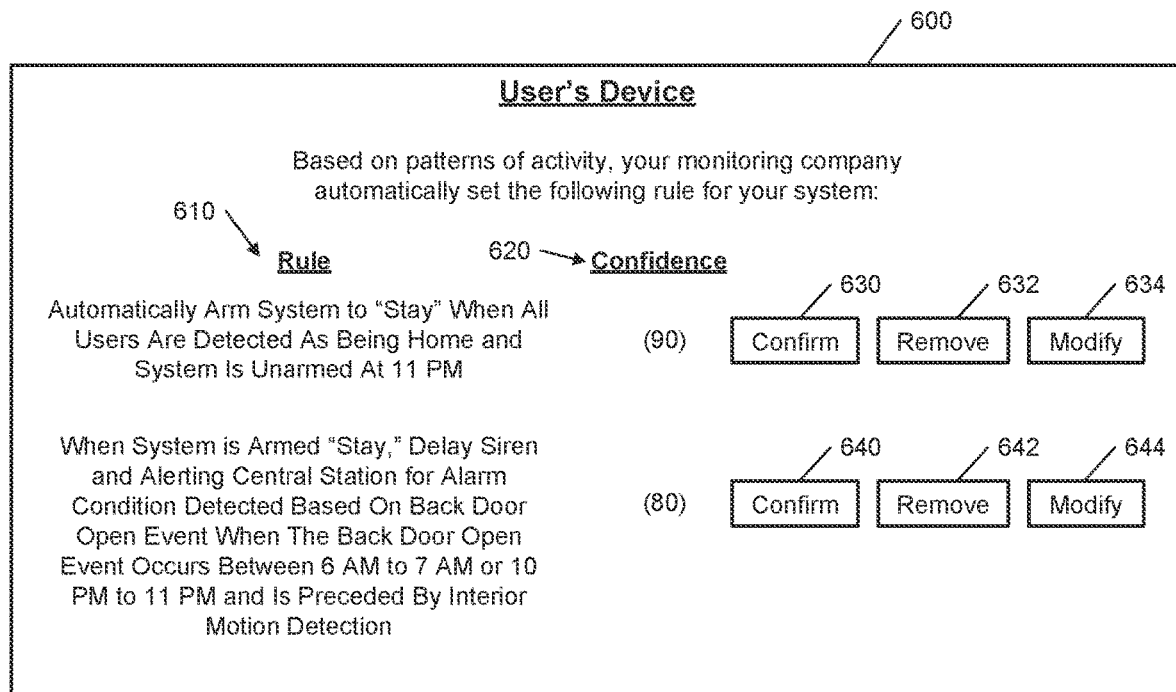 600
User's Device
Based on patterns of activity, your monitoring company
automatically set the following rule for your system:
610
620
Rule
Confidence
630
632
634
Automatically Arm System to “Stay” When All
Users Are Detected As Being Home and
System Is Unarmed At 11 PM
(90)
Confirm
Remove
Modify
640
642
644
When System is Armed “Stay,” Delay Siren
and Alerting Central Station for Alarm
Condition Detected Based On Back Door
Open Event When The Back Door Open
Event Occurs Between 6 AM to 7 AM or 10
PM to 11 PM and Is Preceded By Interior
Motion Detection
(80)
Confirm
Remove
Modify